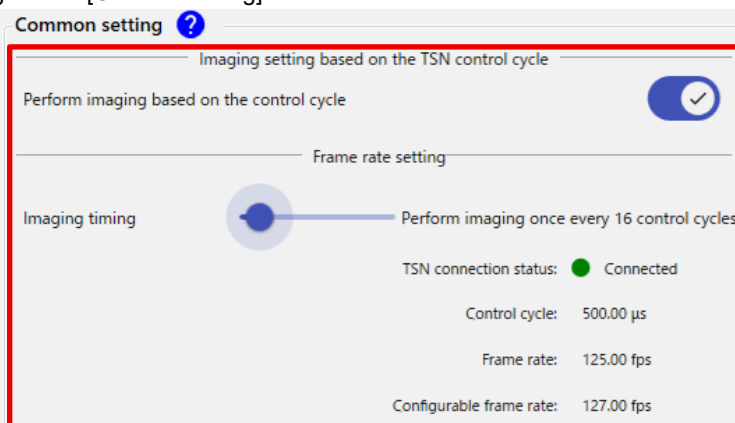 Common setting ?
Imaging setting based on the TSN control cycle
Perform imaging based on the control cycle
Frame rate setting
Imaging timing Perform imaging once every 16 control cycles
TSN connection status: Connected
Control cycle: 500.00 µs
Frame rate: 125.00 fps
Configurable frame rate: 127.00 fps